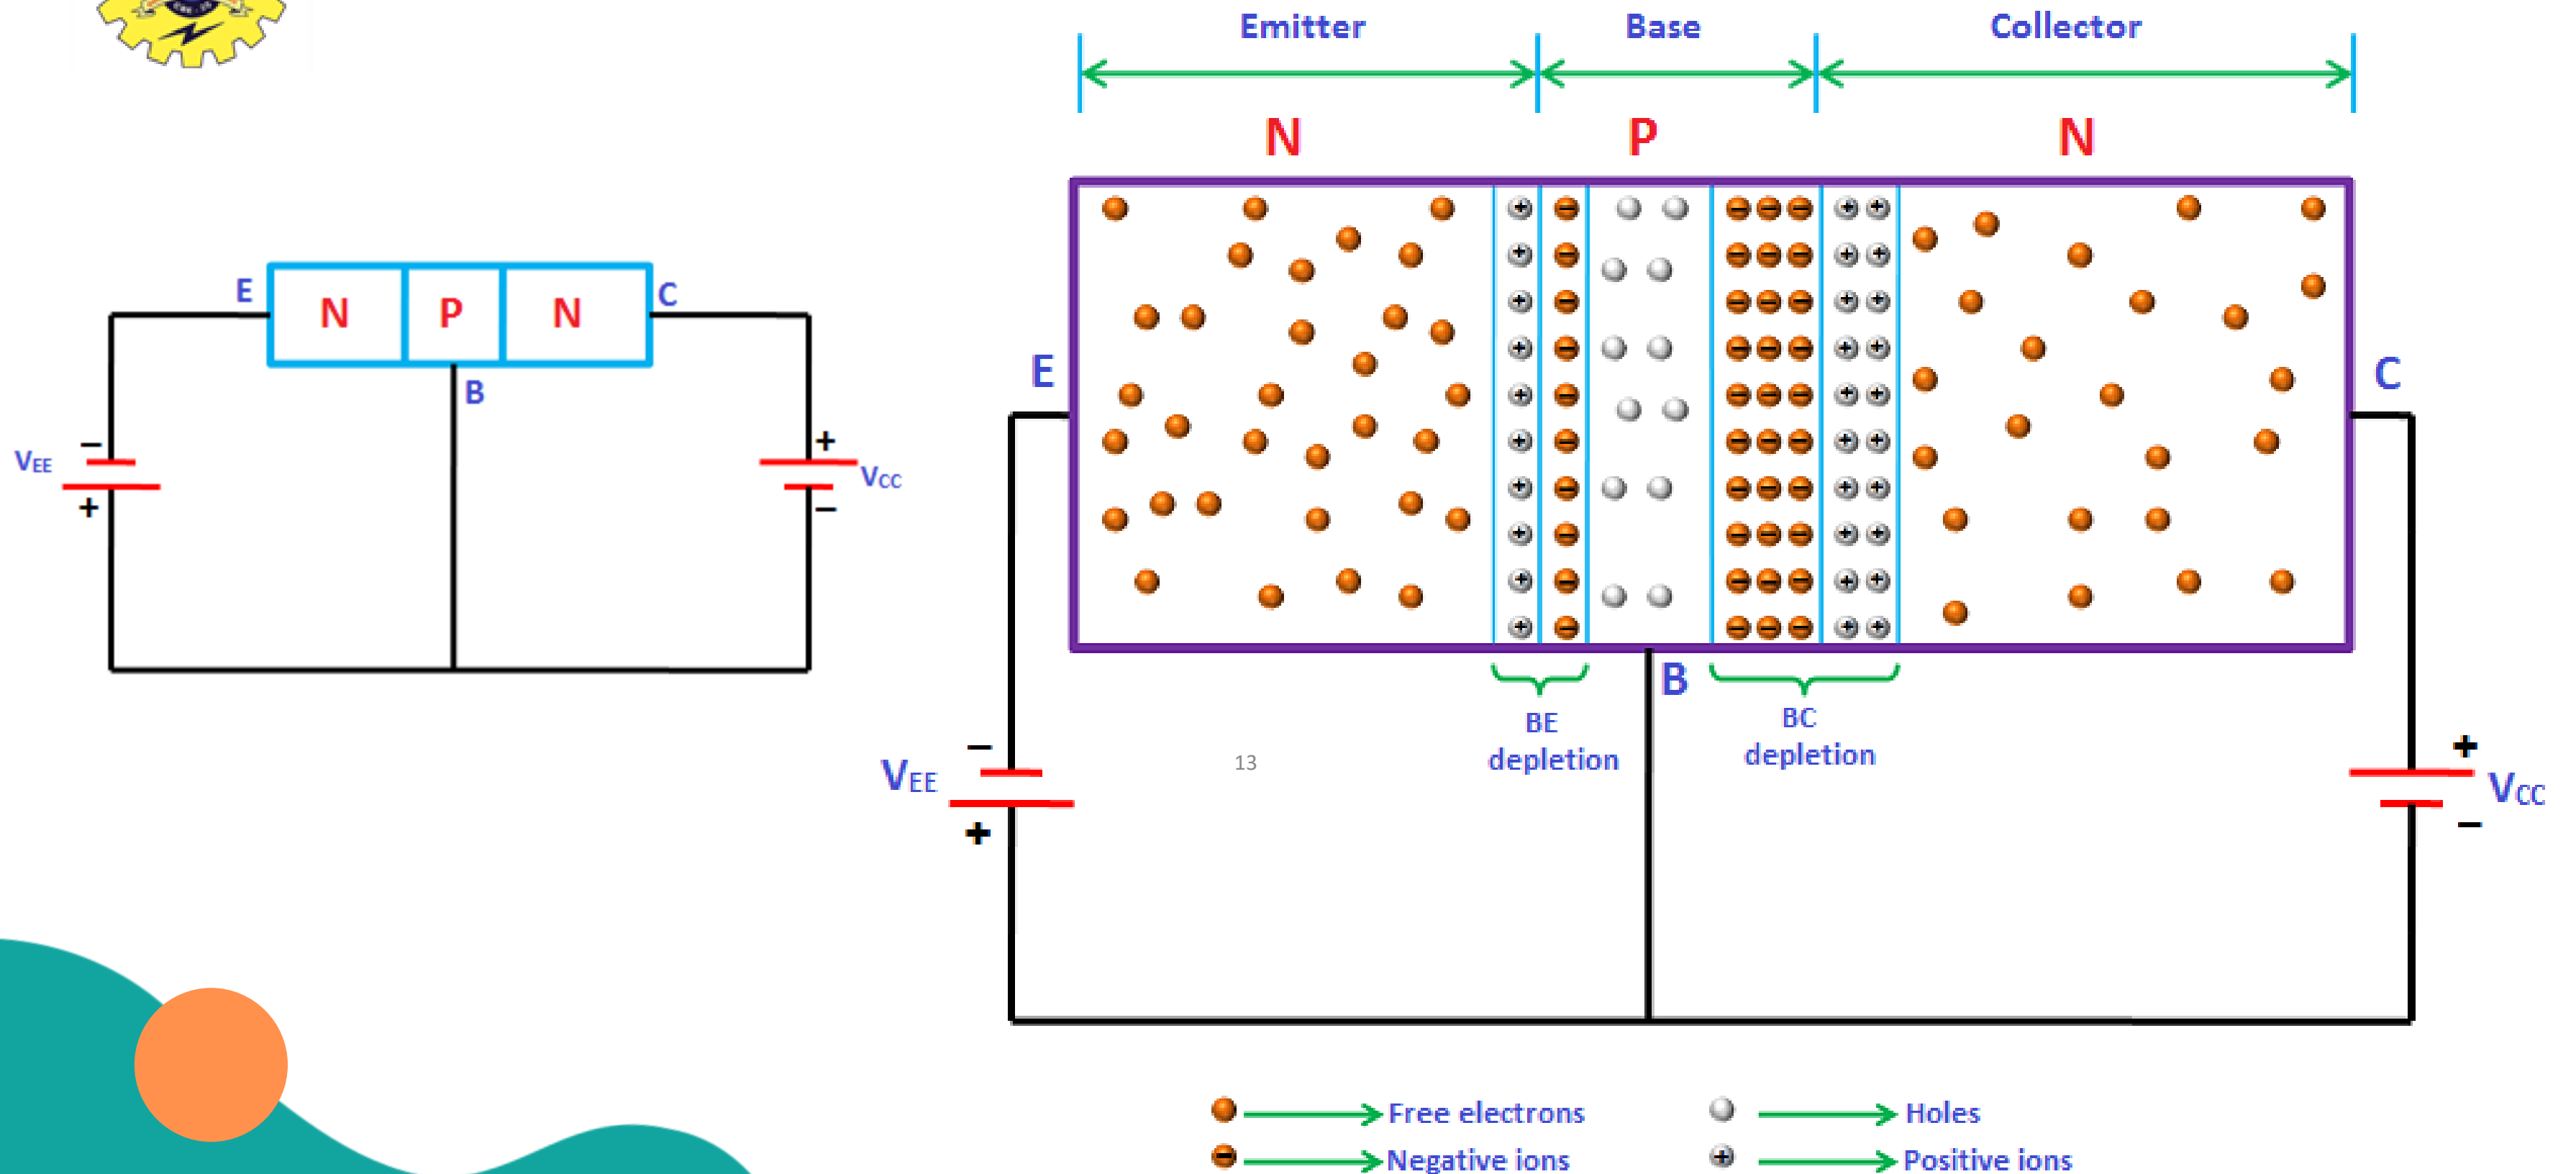 Emitter Base Collector
N P N
E N P N C
B
− VEE +
+ VCC −
E
C
B
BE
depletion
BC
depletion
13
− VEE +
+ VCC −
Free electrons
Holes
Negative ions
Positive ions